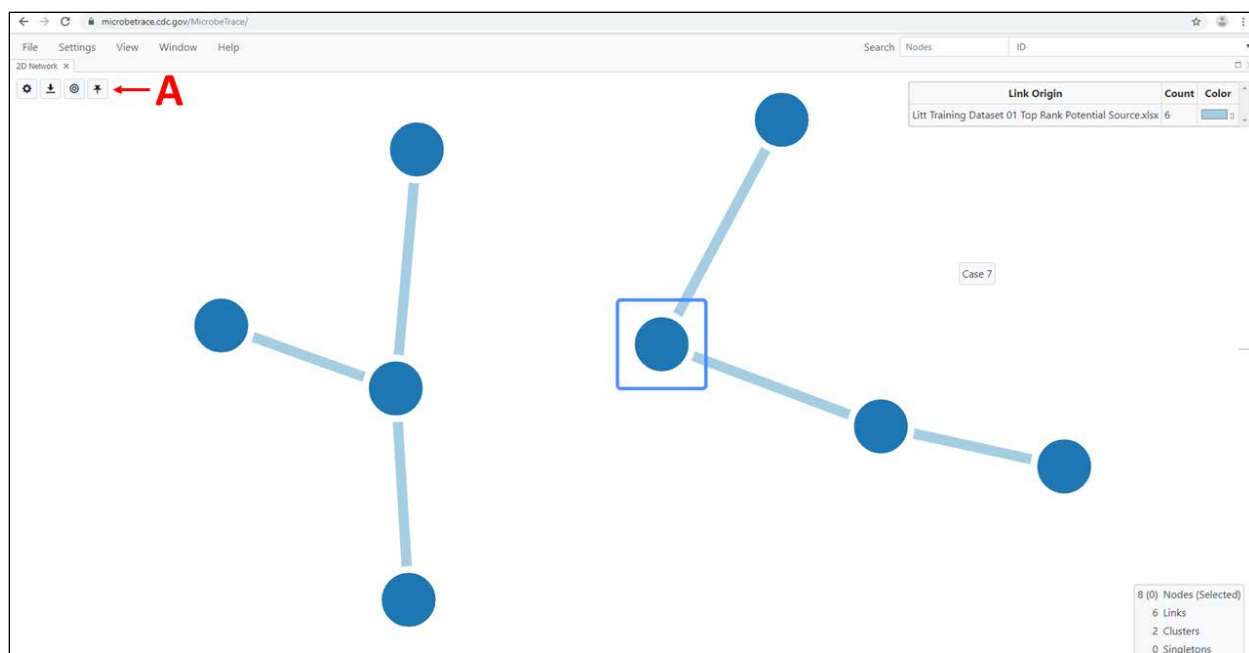 microbetrace.cdc.gov/MicrobeTrace/
File Settings View Window Help Search Nodes ID
2D Network ×
A
Link Origin Count Color
Litt Training Dataset 01 Top Rank Potential Source.xlsx 6
Case 7
8 (0) Nodes (Selected)
6 Links
2 Clusters
0 Singletons